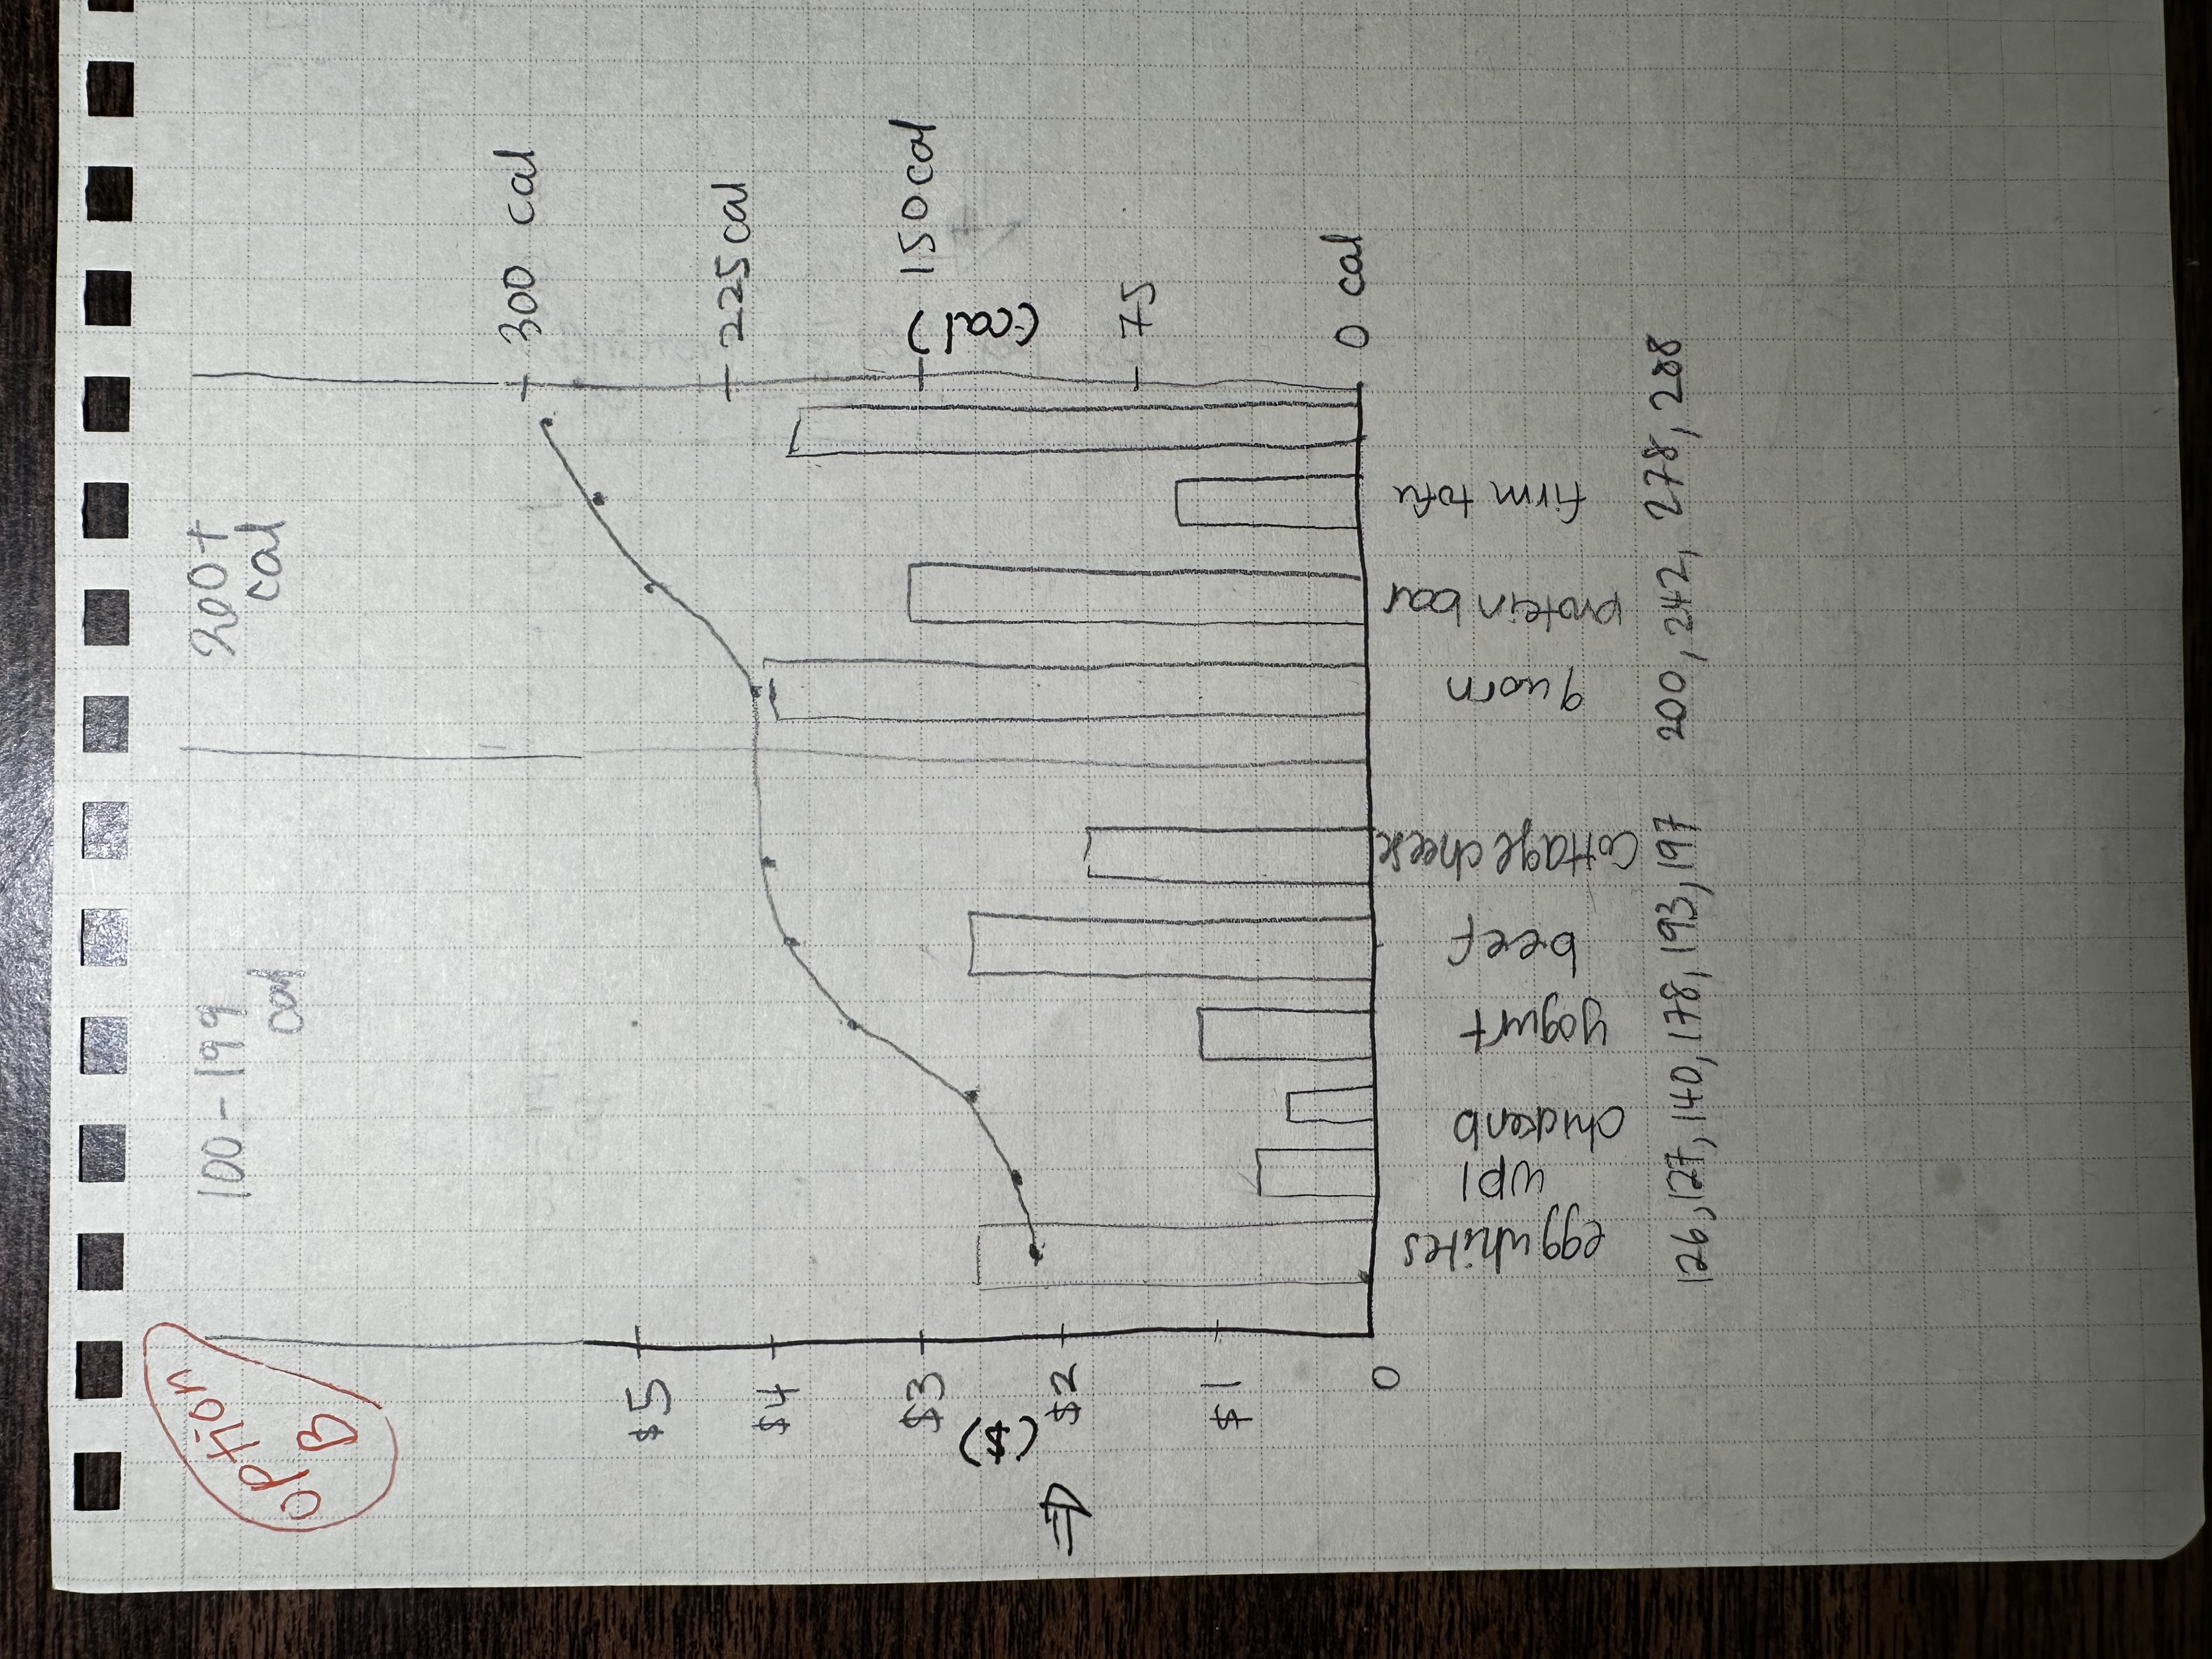 option
B
100-199
cal
200+
cal
300 cal
$5
225 cal
$4
$3
150 cal
($)
(cal)
⇒ $2
75
$1
0 cal
0
egg whites
WPI
chicken b
yogurt
beef
cottage cheese
quorn
protein bar
firm tofu
126, 127, 140, 178, 193, 197 200, 242, 278, 288